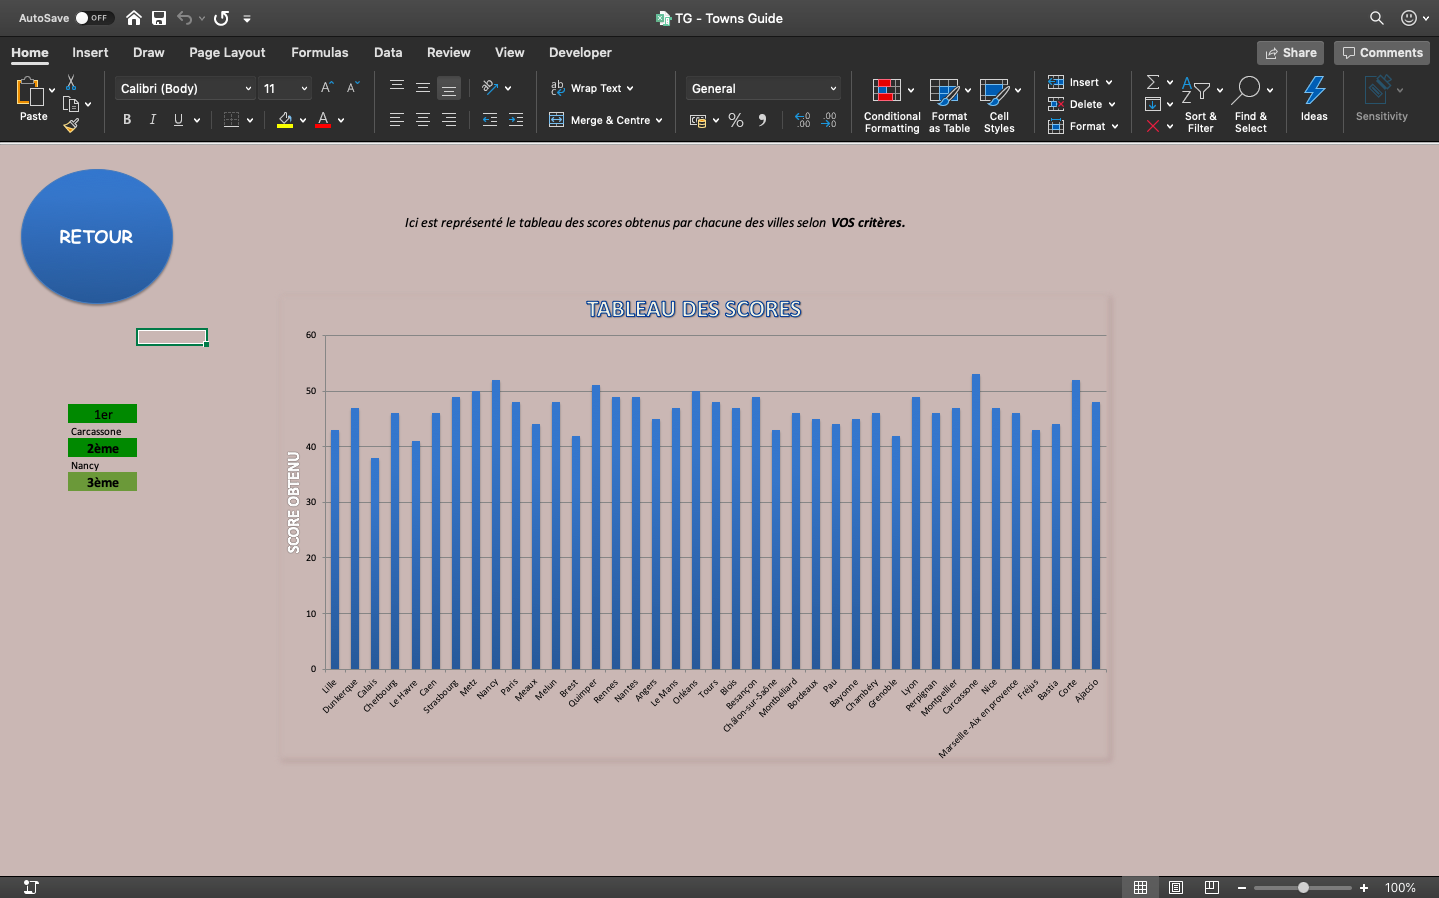 AutoSave OFF
TG - Towns Guide
Home Insert Draw Page Layout Formulas Data Review View Developer
Share Comments
Paste
Calibri (Body) 11
B I U
Wrap Text
Merge & Centre
General
Conditional Formatting
Format as Table
Cell Styles
Insert
Delete
Format
Sort & Filter
Find & Select
Ideas
Sensitivity
RETOUR
Ici est représenté le tableau des scores obtenus par chacune des villes selon VOS critères.
1er
Carcassone
2ème
Nancy
3ème
TABLEAU DES SCORES
SCORE OBTENU
60
50
40
30
20
10
0
Lille
Dunkerque
Calais
Cherbourg
Le Havre
Caen
Strasbourg
Metz
Nancy
Paris
Meaux
Melun
Brest
Quimper
Rennes
Nantes
Angers
Le Mans
Orléans
Tours
Blois
Besançon
Châlon-sur-Saône
Montbéliard
Bordeaux
Pau
Bayonne
Chambéry
Grenoble
Lyon
Perpignan
Montpellier
Carcassone
Nice
Marseille -Aix en provence
Fréjus
Bastia
Corte
Ajaccio
100%